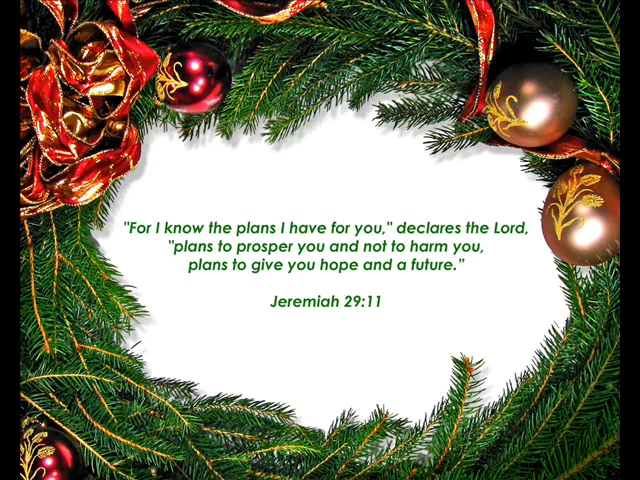 "For I know the plans I have for you," declares the Lord,
"plans to prosper you and not to harm you,
plans to give you hope and a future.”
Jeremiah 29:11